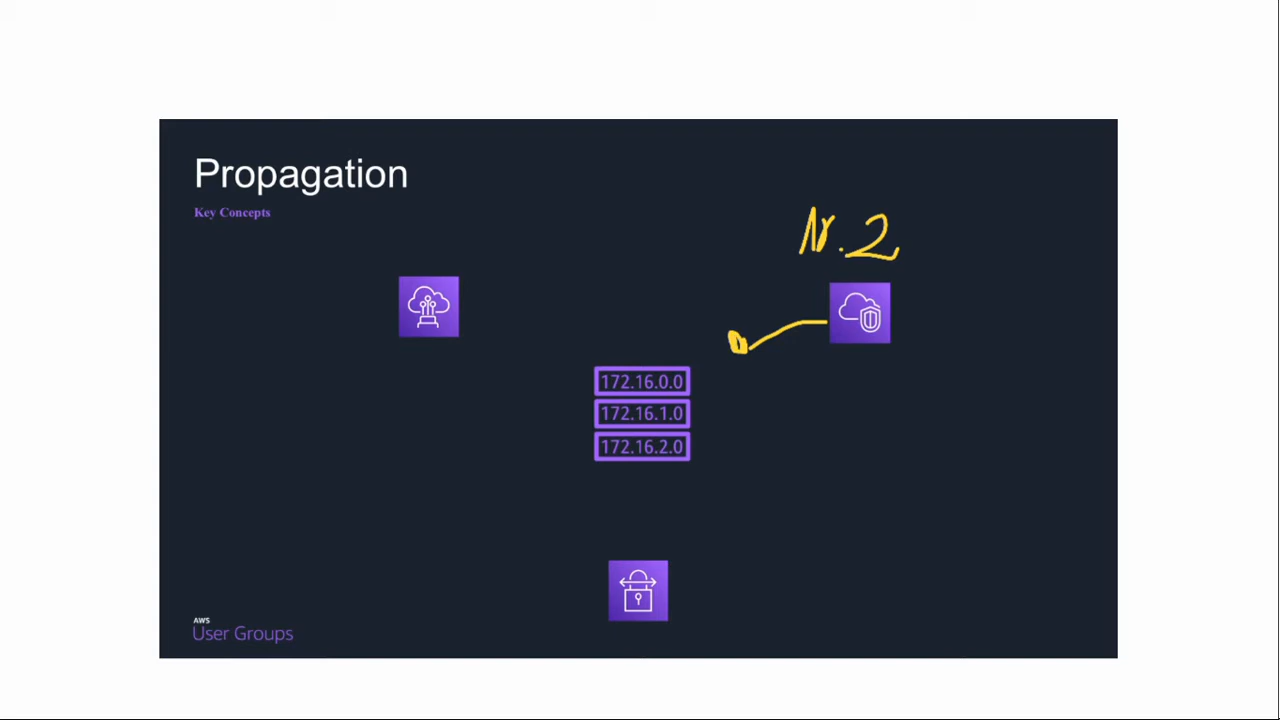 Propagation
Key Concepts
Nr. 2
172.16.0.0
172.16.1.0
172.16.2.0
AWS
User Groups